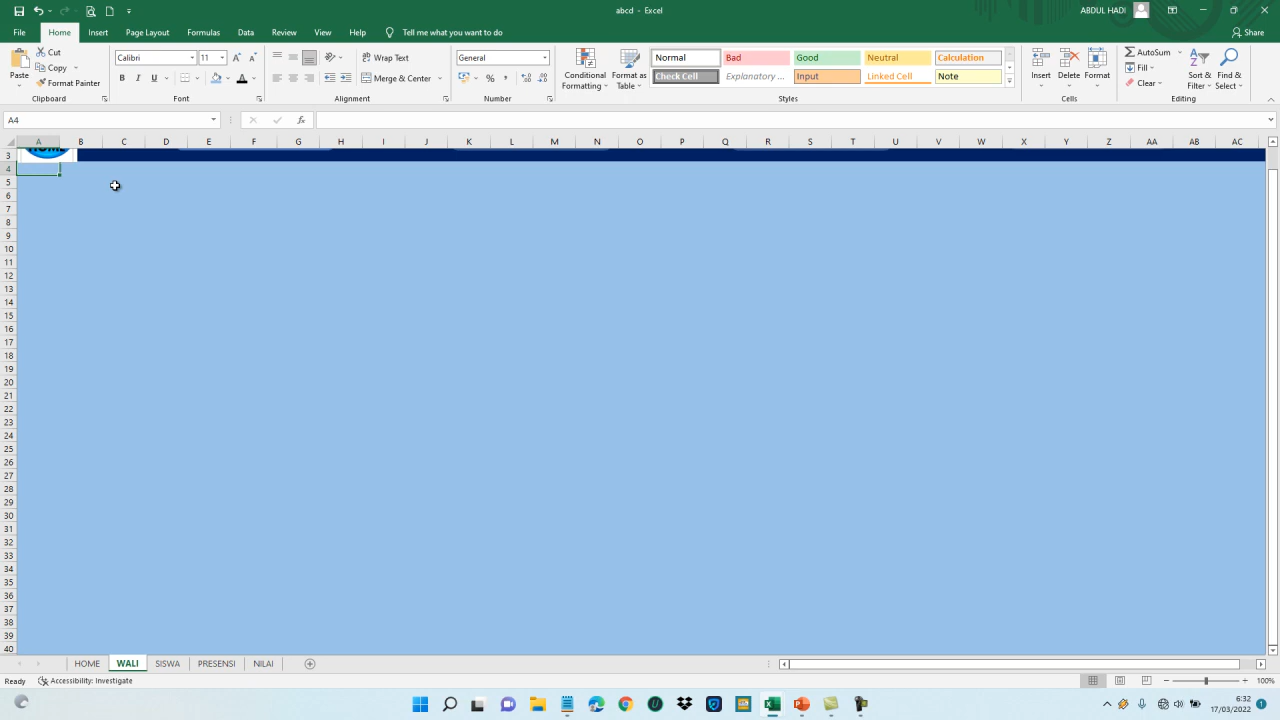 abcd - Excel
ABDUL HADI
File Home Insert Page Layout Formulas Data Review View Help Tell me what you want to do
Share
Paste
Cut
Copy
Format Painter
Clipboard
Calibri 11
B I U
Font
Wrap Text
Merge & Center
Alignment
General
Number
Conditional Formatting
Format as Table
Normal Bad Good Neutral Calculation
Check Cell Explanatory ... Input Linked Cell Note
Styles
Insert Delete Format
Cells
AutoSum
Fill
Clear
Sort & Filter
Find & Select
Editing
A4
fx
A B C D E F G H I J K L M N O P Q R S T U V W X Y Z AA AB AC
3
4
5
6
7
8
9
10
11
12
13
14
15
16
17
18
19
20
21
22
23
24
25
26
27
28
29
30
31
32
33
34
35
36
37
38
39
40
HOME WALI SISWA PRESENSI NILAI
Ready Accessibility: Investigate
100%
6:32
17/03/2022